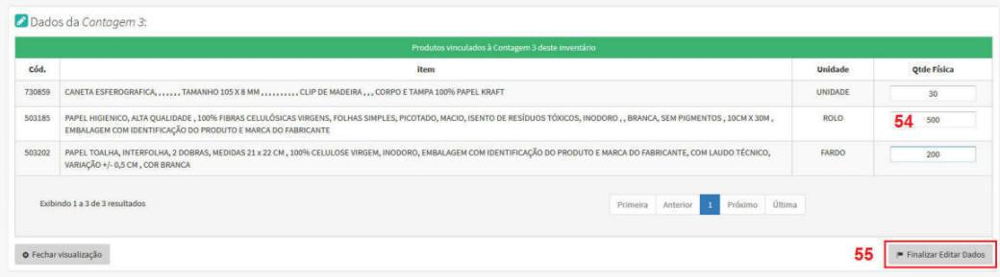 Dados da Contagem 3:
Produtos vinculados à Contagem 3 deste inventário
Cód. Item Unidade Qtde Física
730859 CANETA ESFEROGRAFICA, , , , , , , TAMANHO 105 X 8 MM , , , , , , , , , , CLIP DE MADEIRA , , , CORPO E TAMPA 100% PAPEL KRAFT UNIDADE 30
503185 PAPEL HIGIENICO, ALTA QUALIDADE , 100% FIBRAS CELULÓSICAS VIRGENS, FOLHAS SIMPLES, PICOTADO, MACIO, ISENTO DE RESÍDUOS TÓXICOS, INODORO , , BRANCA, SEM PIGMENTOS , 10CM X 30M , ROLO 54 500
EMBALAGEM COM IDENTIFICAÇÃO DO PRODUTO E MARCA DO FABRICANTE
503202 PAPEL TOALHA, INTERFOLHA, 2 DOBRAS, MEDIDAS 21 x 22 CM , 100% CELULOSE VIRGEM, INODORO, EMBALAGEM COM IDENTIFICAÇÃO DO PRODUTO E MARCA DO FABRICANTE, COM LAUDO TÉCNICO, FARDO 200
VARIAÇÃO +/- 0,5 CM , COR BRANCA
Exibindo 1 a 3 de 3 resultados Primeira Anterior 1 Próximo Última
Fechar visualização 55 Finalizar Editar Dados